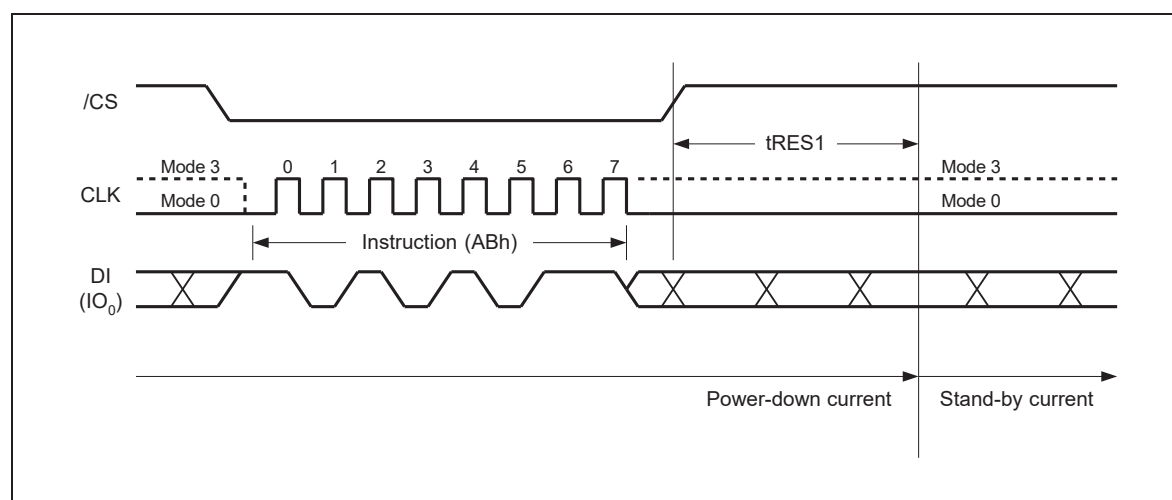 /CS
tRES1
Mode 3 0 1 2 3 4 5 6 7 Mode 3
CLK
Mode 0 Mode 0
Instruction (ABh)
DI
(IO₀)
Power-down current Stand-by current